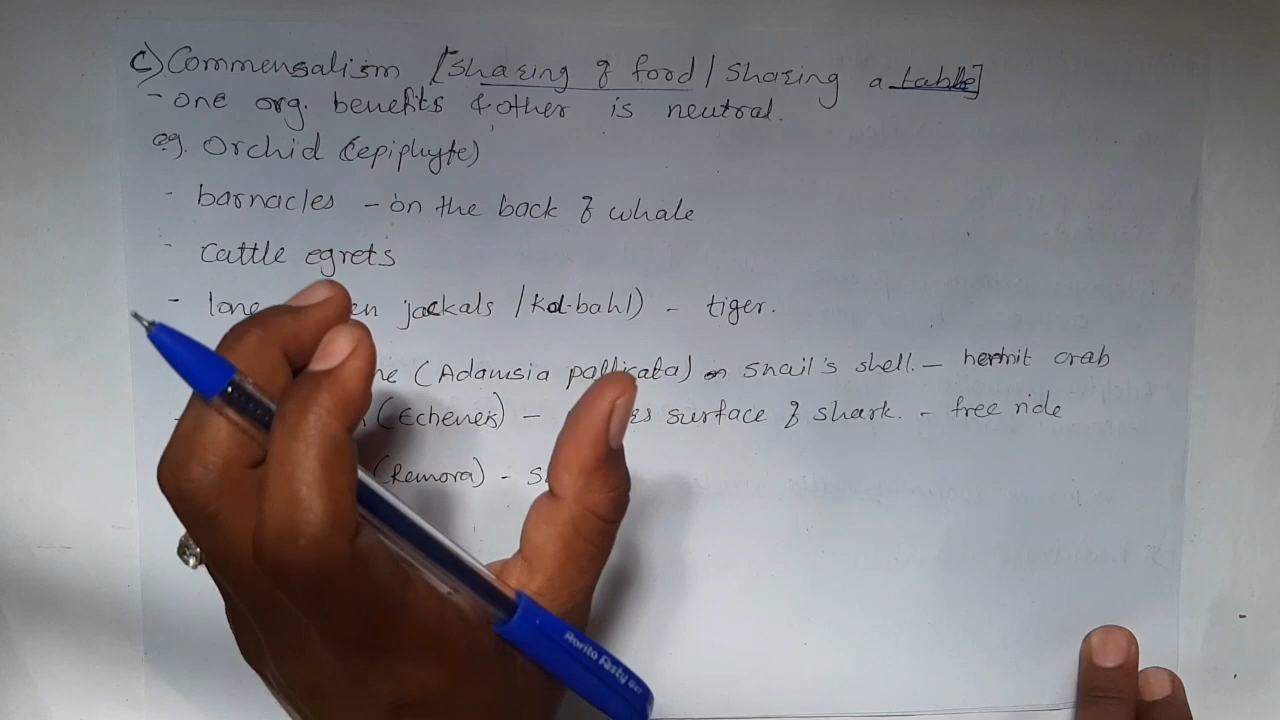 C) Commensalism [sharing of food / sharing a table]
- one org. benefits & other is neutral.
eg. Orchid (epiphyte)
- barnacles - on the back of whale
- cattle egrets
- lone jackals / kol-bahl) - tiger.
(Adamsia palliata) on snail's shell. - hermit crab
(Echeneis) - surface of shark. - free ride
(Remora) -
Rorito Fasty